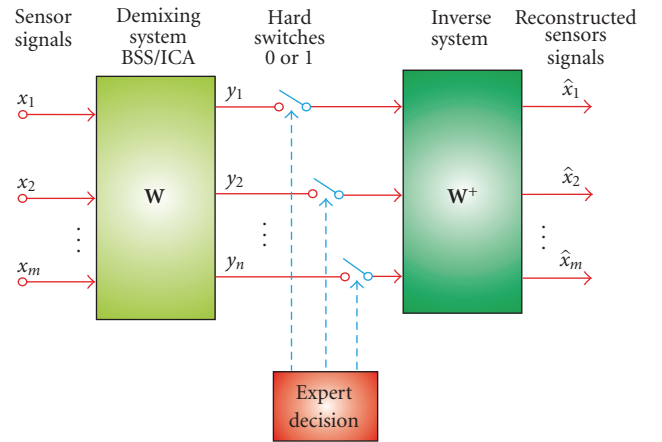 Sensor
signals
Demixing
system
BSS/ICA
Hard
switches
0 or 1
Inverse
system
Reconstructed
sensors
signals
x₁
y₁
x̂₁
x₂
W
y₂
W⁺
x̂₂
⋮
⋮
⋮
xₘ
yₙ
x̂ₘ
Expert
decision